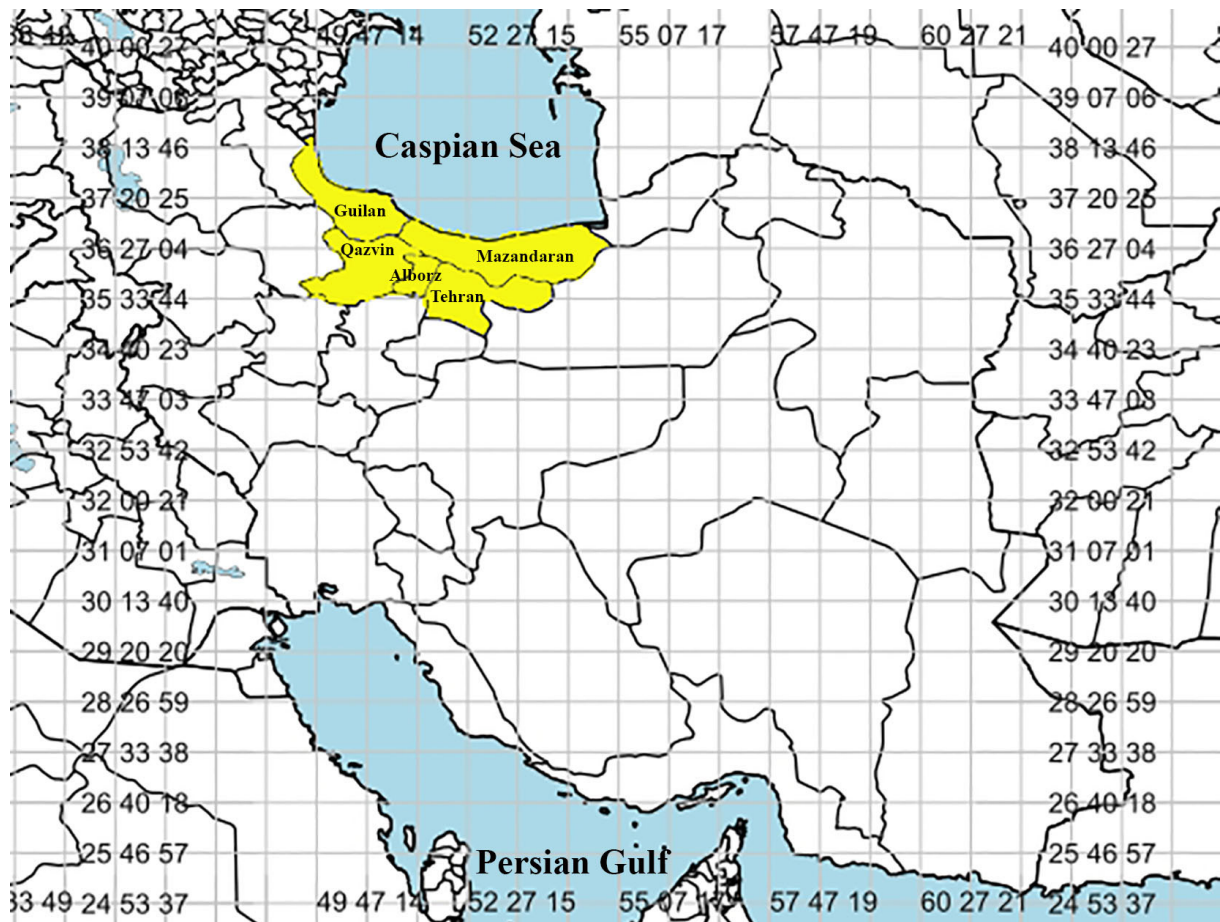 49 47 14 52 27 15 55 07 17 57 47 19 60 27 21
40 00 27 40 00 27
39 07 06 39 07 06
38 13 46 Caspian Sea 38 13 46
37 20 25 37 20 25
Guilan
36 27 04 Qazvin Mazandaran 36 27 04
Alborz
35 33 44 Tehran 35 33 44
34 40 23 34 40 23
33 47 03 33 47 03
32 53 42 32 53 42
32 00 21 32 00 21
31 07 01 31 07 01
30 13 40 30 13 40
29 20 20 29 20 20
28 26 59 28 26 59
27 33 38 27 33 38
26 40 18 26 40 18
25 46 57 Persian Gulf 25 46 57
33 49 24 53 37 49 47 14 52 27 15 55 07 17 57 47 19 60 27 21 24 53 37